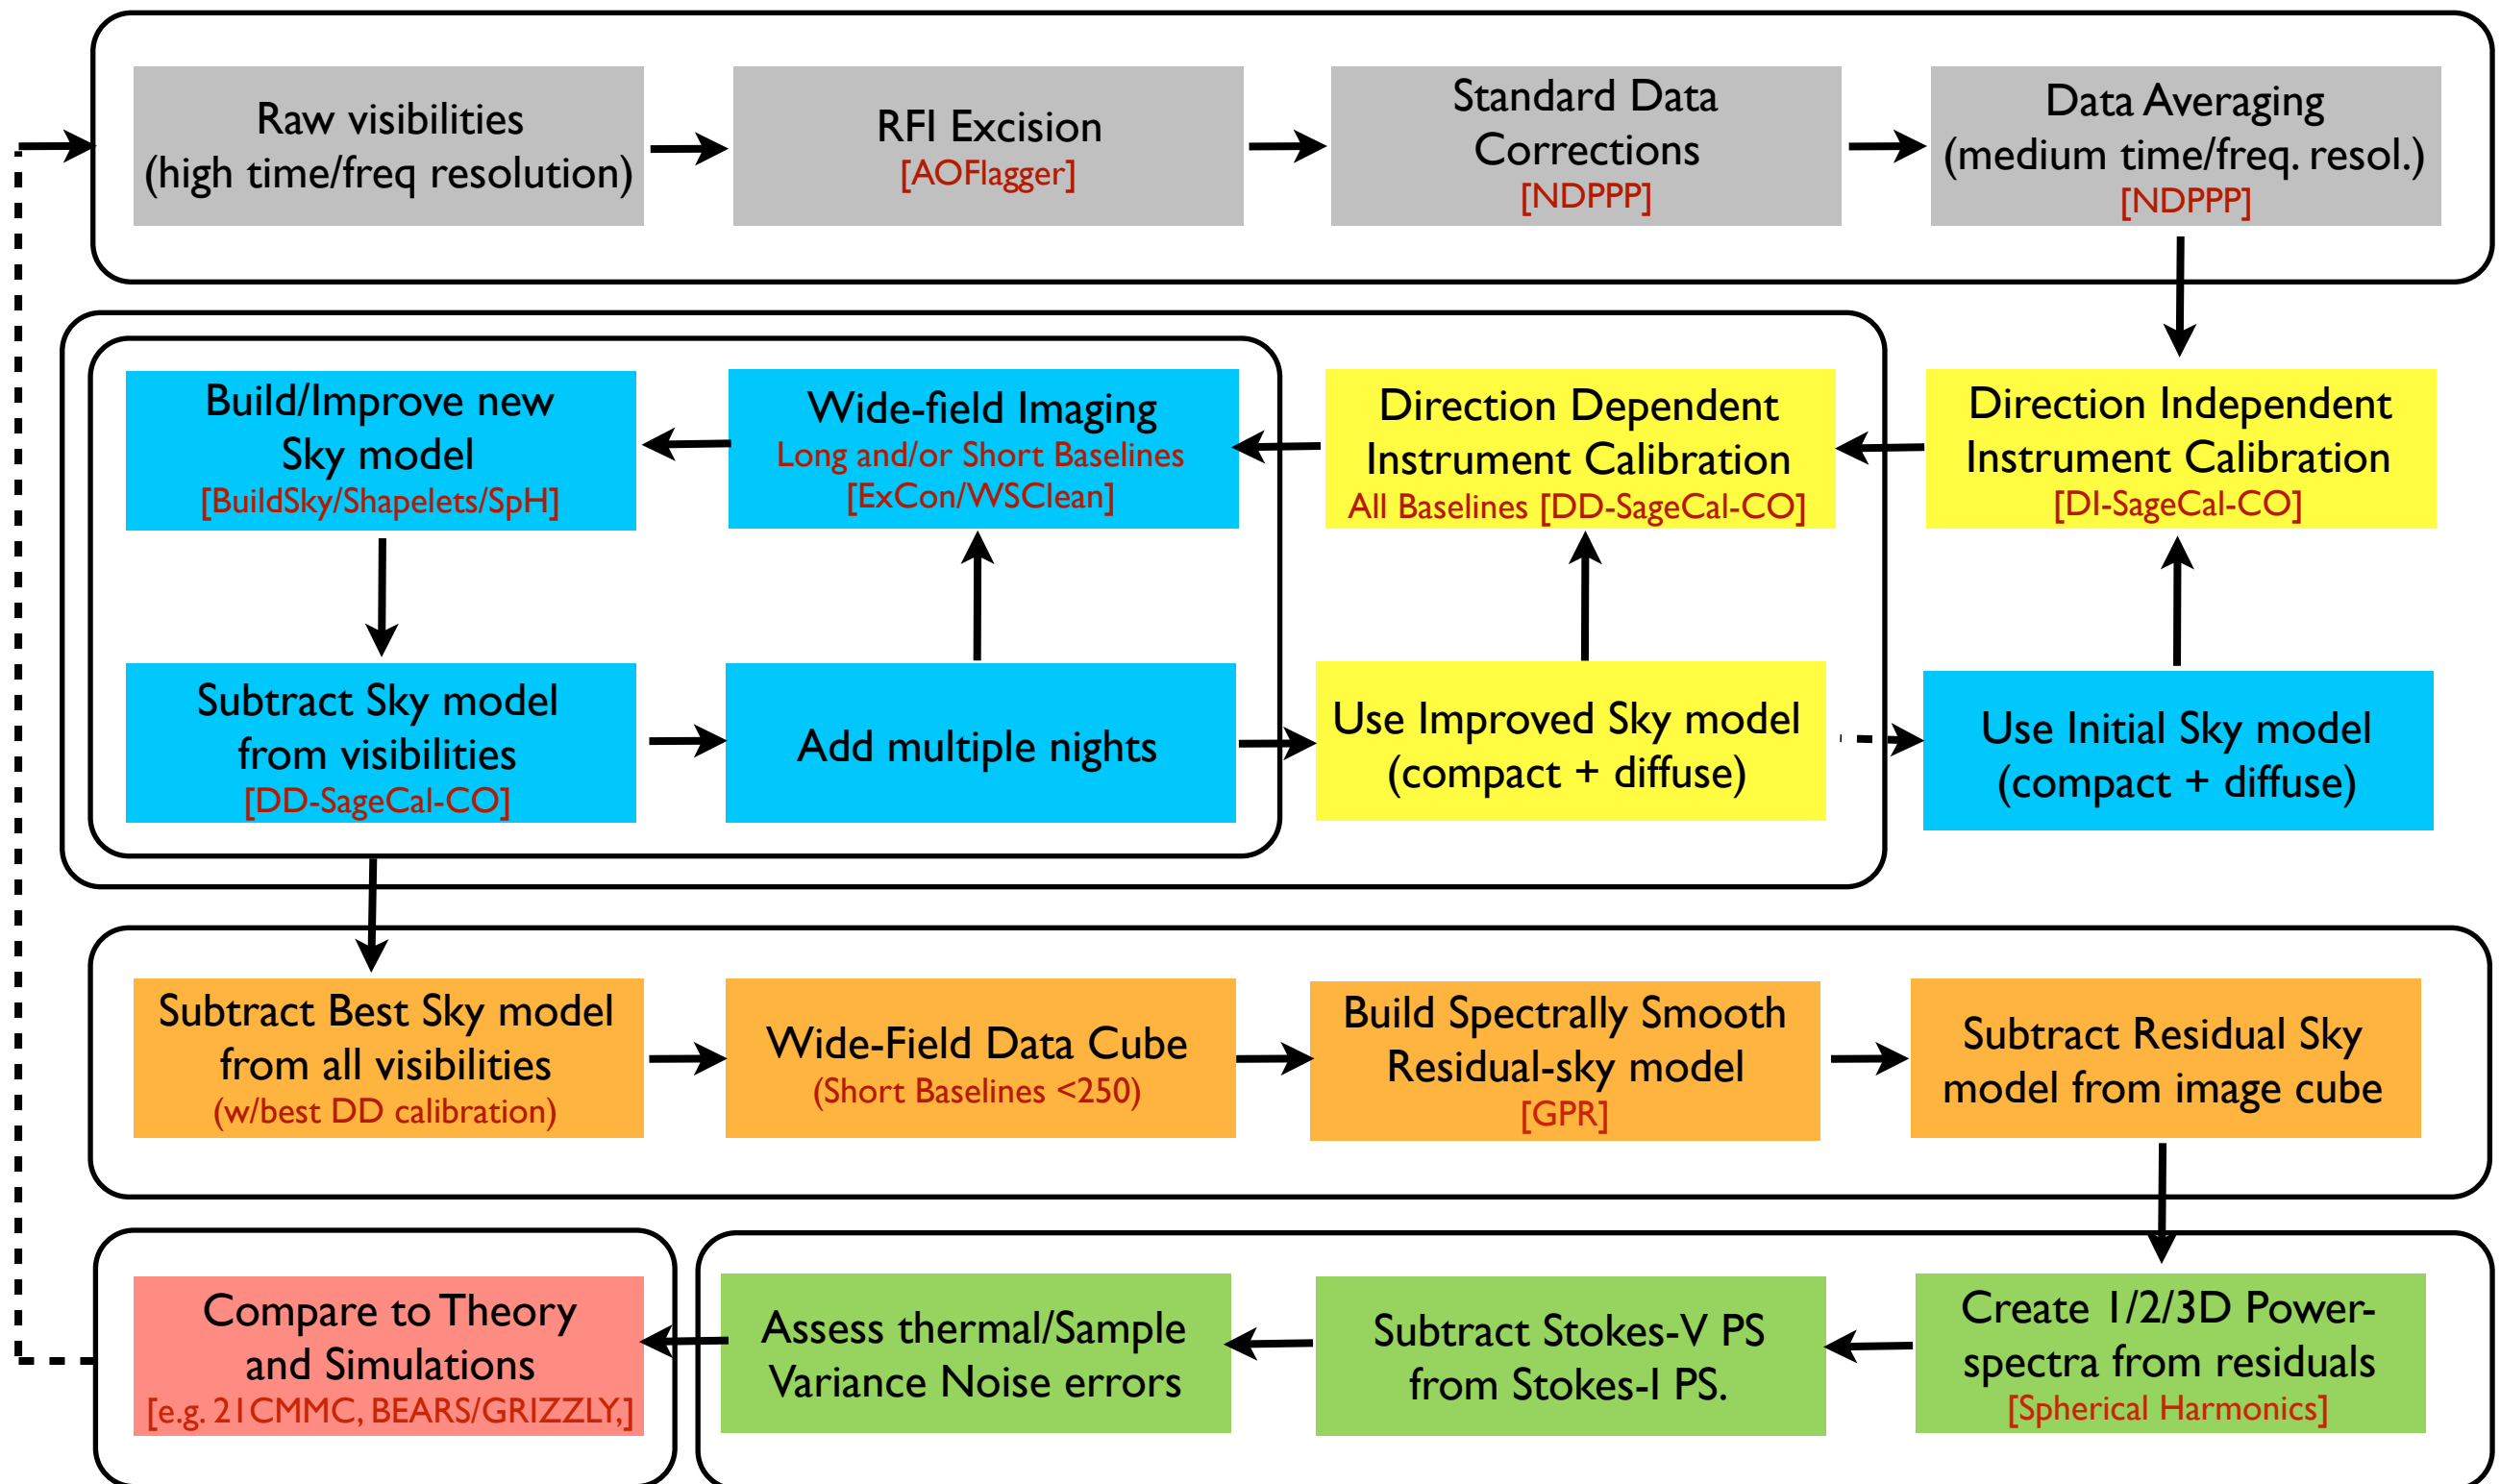 Raw visibilities
(high time/freq resolution)
RFI Excision
[AOFlagger]
Standard Data
Corrections
[NDPPP]
Data Averaging
(medium time/freq. resol.)
[NDPPP]
Build/Improve new
Sky model
[BuildSky/Shapelets/SpH]
Wide-field Imaging
Long and/or Short Baselines
[ExCon/WSClean]
Direction Dependent
Instrument Calibration
All Baselines [DD-SageCal-CO]
Direction Independent
Instrument Calibration
[DI-SageCal-CO]
Subtract Sky model
from visibilities
[DD-SageCal-CO]
Add multiple nights
Use Improved Sky model
(compact + diffuse)
Use Initial Sky model
(compact + diffuse)
Subtract Best Sky model
from all visibilities
(w/best DD calibration)
Wide-Field Data Cube
(Short Baselines <250)
Build Spectrally Smooth
Residual-sky model
[GPR]
Subtract Residual Sky
model from image cube
Compare to Theory
and Simulations
[e.g. 21CMMC, BEARS/GRIZZLY,]
Assess thermal/Sample
Variance Noise errors
Subtract Stokes-V PS
from Stokes-I PS.
Create 1/2/3D Power-
spectra from residuals
[Spherical Harmonics]